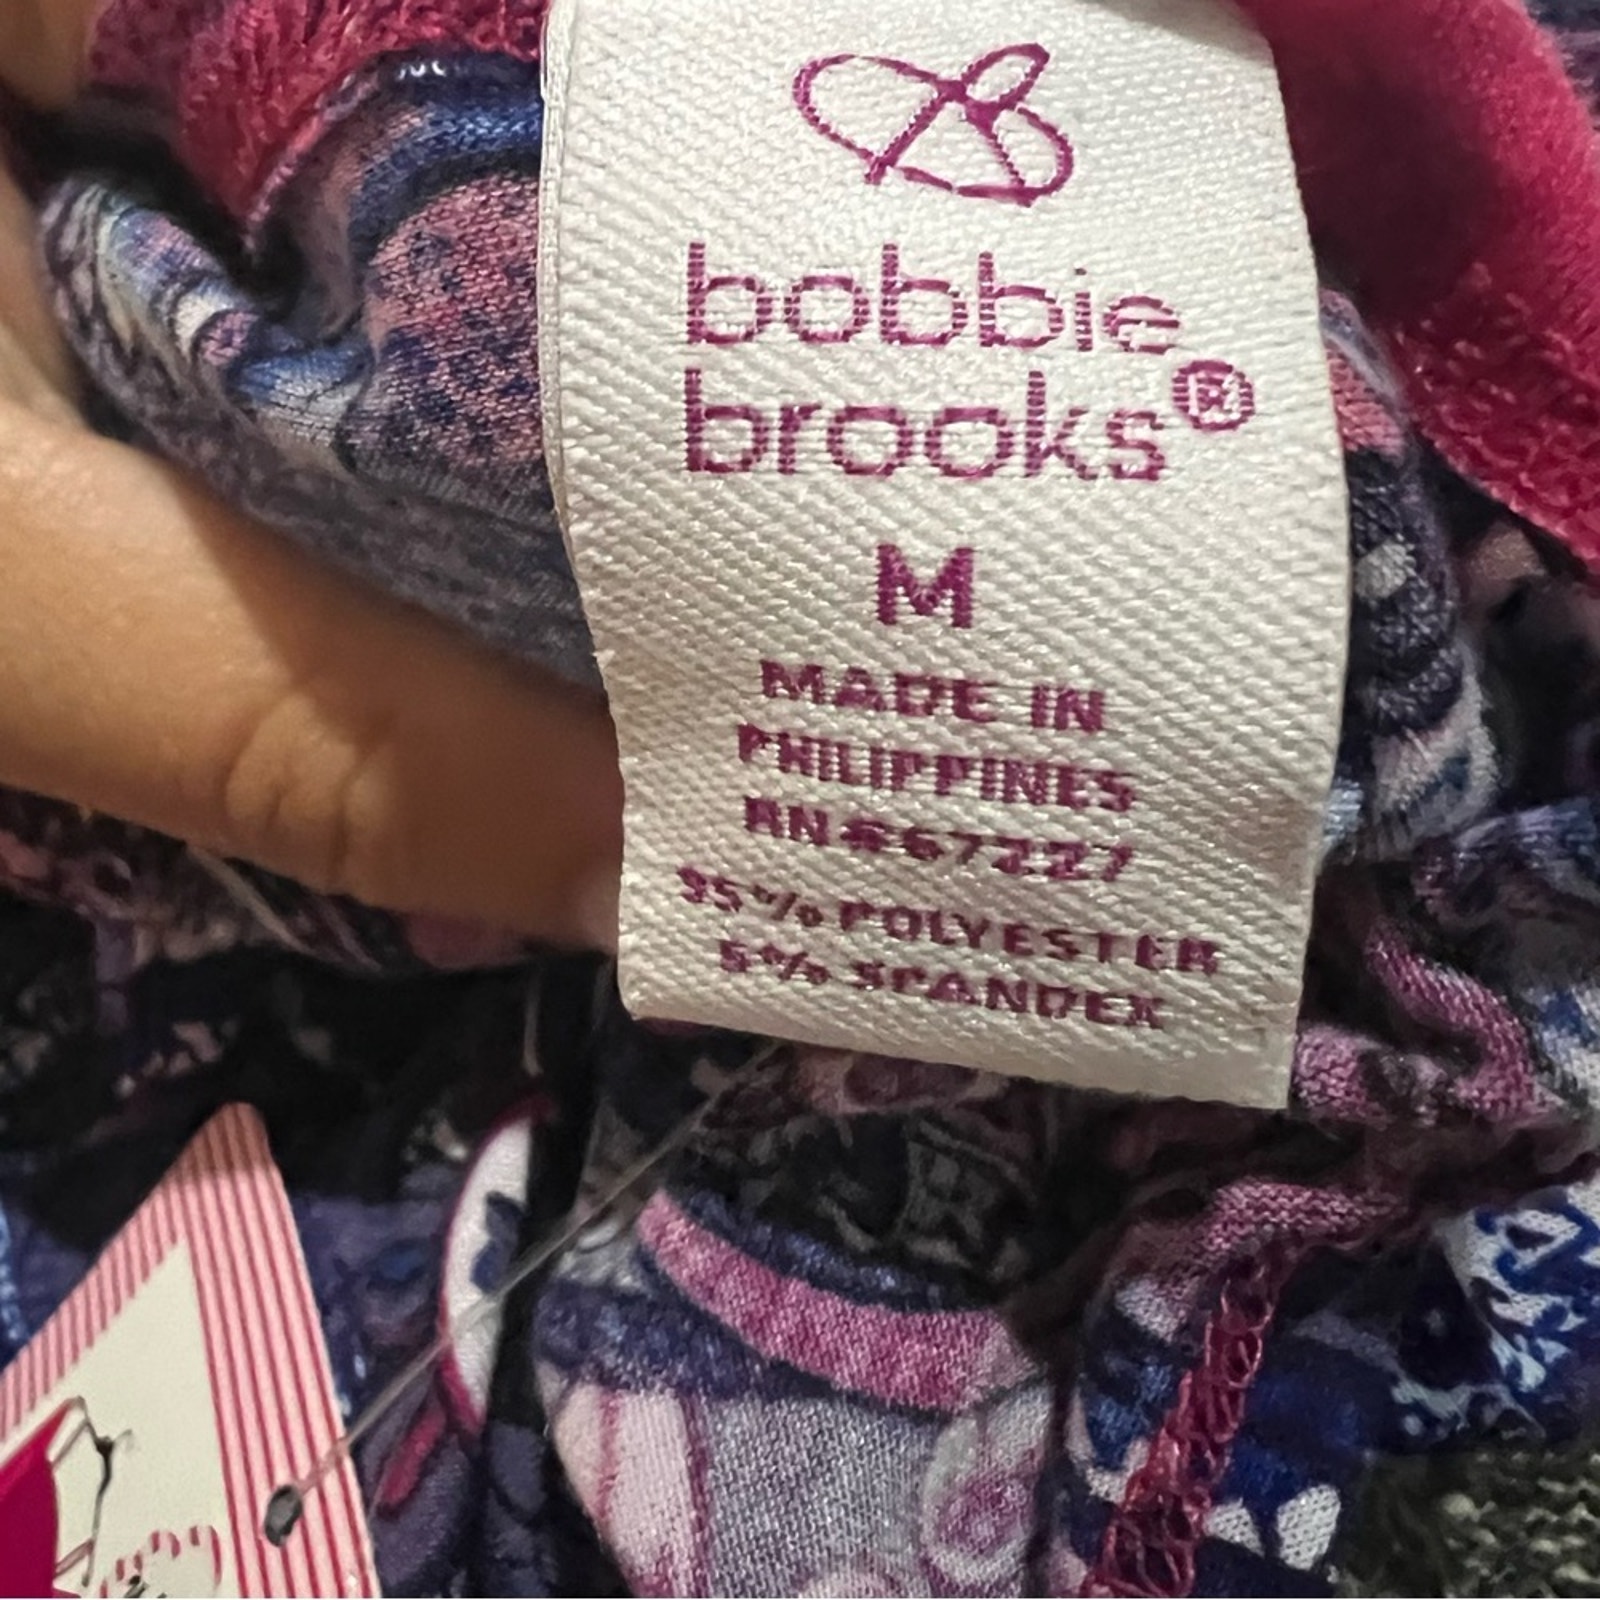 bobbie
brooks®
M
MADE IN
PHILIPPINES
RN#67227
95% POLYESTER
5% SPANDEX